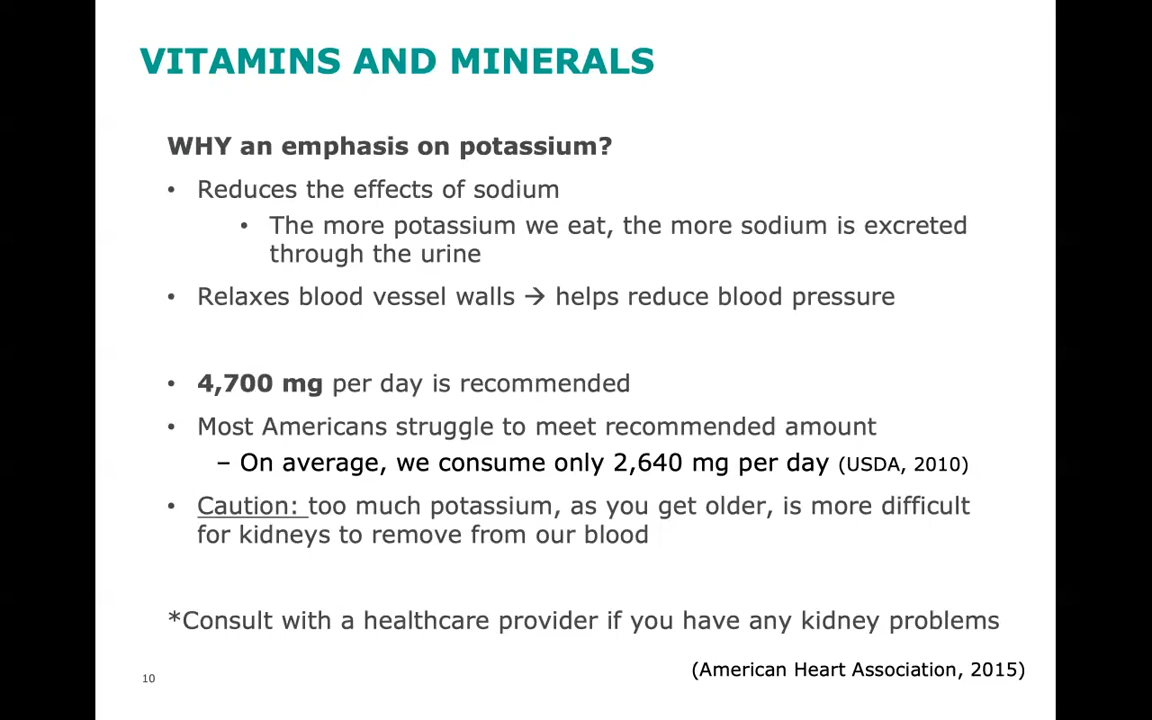 VITAMINS AND MINERALS
WHY an emphasis on potassium?
• Reduces the effects of sodium
• The more potassium we eat, the more sodium is excreted
through the urine
• Relaxes blood vessel walls → helps reduce blood pressure
• 4,700 mg per day is recommended
• Most Americans struggle to meet recommended amount
– On average, we consume only 2,640 mg per day (USDA, 2010)
• Caution: too much potassium, as you get older, is more difficult
for kidneys to remove from our blood
*Consult with a healthcare provider if you have any kidney problems
(American Heart Association, 2015)
10